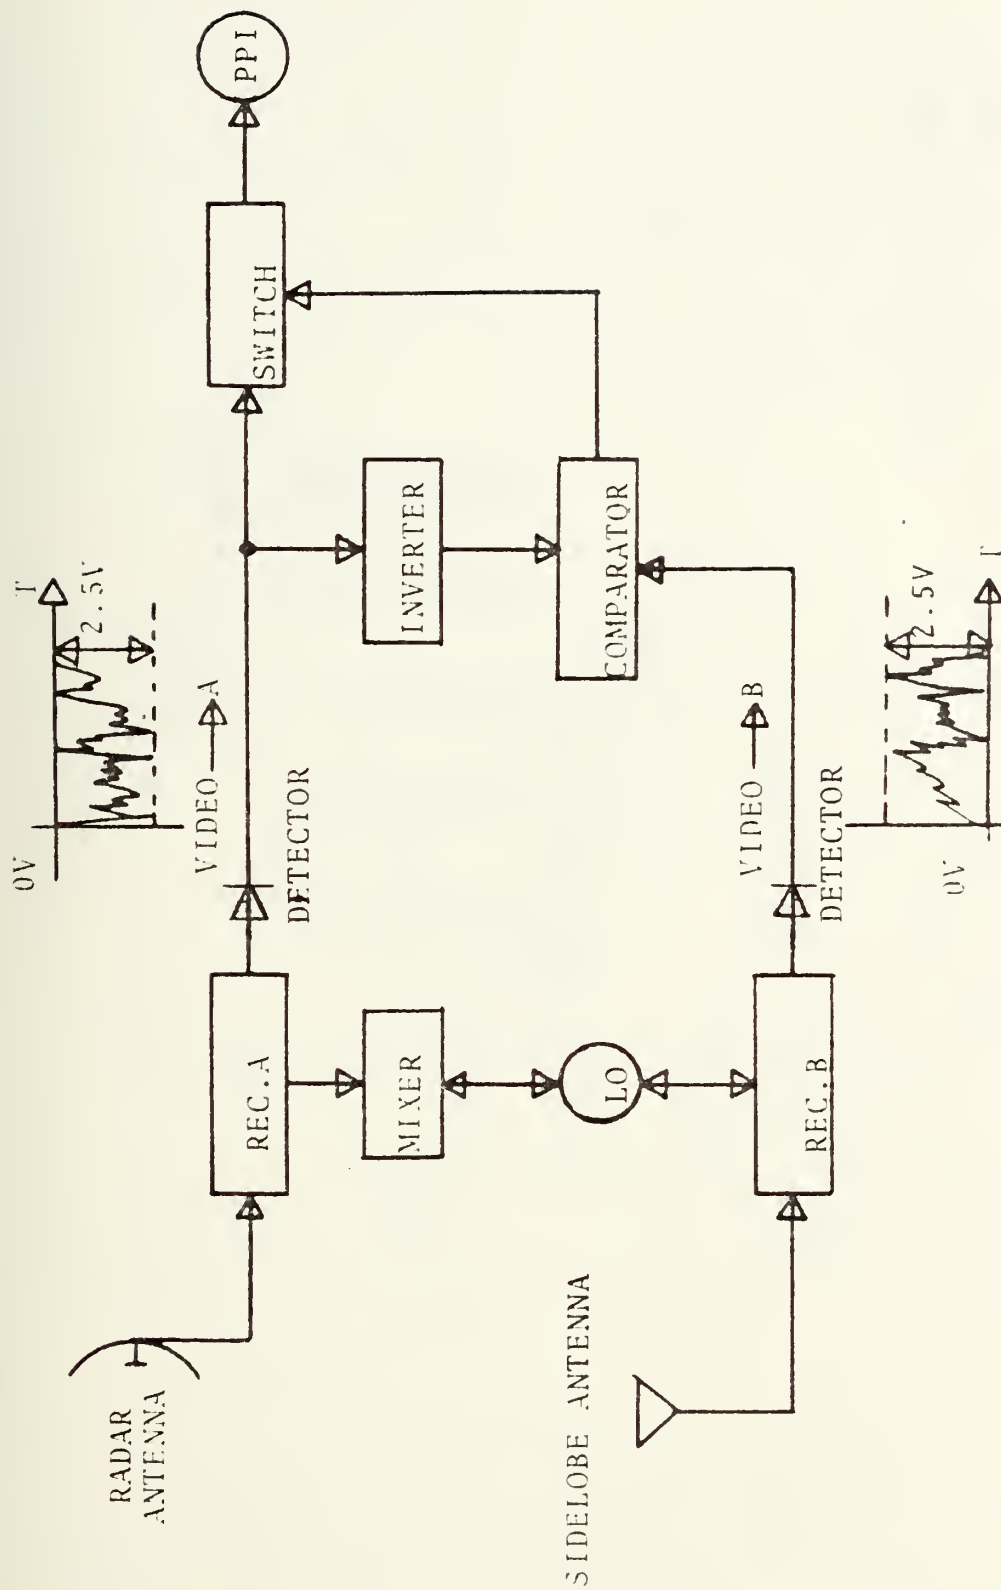 RADAR
ANTENNA
REC.A
MIXER
LO
REC.B
SIDELOBE ANTENNA
0V
T
2.5V
VIDEO
A
DETECTOR
INVERTER
COMPARATOR
SWITCH
PPI
VIDEO
B
DETECTOR
0V
T
2.5V